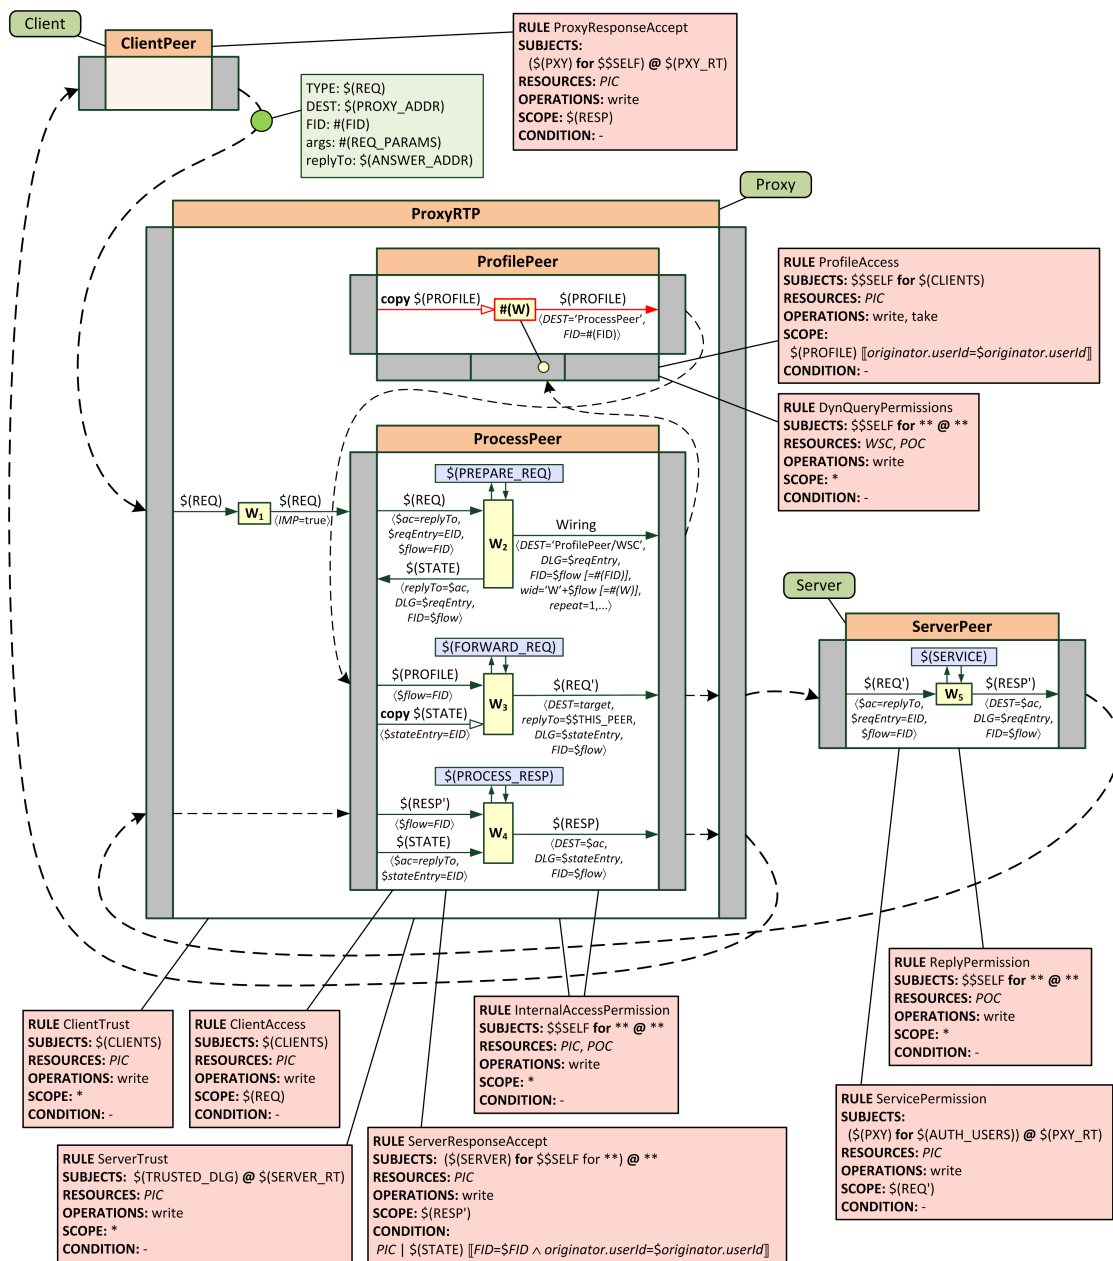 Client
ClientPeer
RULE ProxyResponseAccept
SUBJECTS:
($(PXY) for $$SELF) @ $(PXY_RT)
RESOURCES: PIC
OPERATIONS: write
SCOPE: $(RESP)
CONDITION: -
TYPE: $(REQ)
DEST: $(PROXY_ADDR)
FID: #(FID)
args: #(REQ_PARAMS)
replyTo: $(ANSWER_ADDR)
Proxy
ProxyRTP
ProfilePeer
copy $(PROFILE)
#(W)
$(PROFILE)
⟨DEST='ProcessPeer',
FID=#(FID)⟩
RULE ProfileAccess
SUBJECTS: $$SELF for $(CLIENTS)
RESOURCES: PIC
OPERATIONS: write, take
SCOPE:
$(PROFILE) ⟦originator.userId=$originator.userId⟧
CONDITION: -
RULE DynQueryPermissions
SUBJECTS: $$SELF for ** @ **
RESOURCES: WSC, POC
OPERATIONS: write
SCOPE: *
CONDITION: -
ProcessPeer
$(PREPARE_REQ)
$(REQ)
W1
$(REQ)
⟨IMP=true⟩
$(REQ)
⟨$ac=replyTo,
$reqEntry=EID,
$flow=FID⟩
W2
Wiring
⟨DEST='ProfilePeer/WSC',
DLG=$reqEntry,
FID=$flow [=#(FID)],
wid='W'+$flow [=#(W)],
repeat=1,...⟩
$(STATE)
⟨replyTo=$ac,
DLG=$reqEntry,
FID=$flow⟩
$(FORWARD_REQ)
$(PROFILE)
⟨$flow=FID⟩
copy $(STATE)
⟨$stateEntry=EID⟩
W3
$(REQ')
⟨DEST=target,
replyTo=$$THIS_PEER,
DLG=$stateEntry,
FID=$flow⟩
$(PROCESS_RESP)
$(RESP')
⟨$flow=FID⟩
$(STATE)
⟨$ac=replyTo,
$stateEntry=EID⟩
W4
$(RESP)
⟨DEST=$ac,
DLG=$stateEntry,
FID=$flow⟩
Server
ServerPeer
$(SERVICE)
$(REQ')
⟨$ac=replyTo,
$reqEntry=EID,
$flow=FID⟩
W5
$(RESP')
⟨DEST=$ac,
DLG=$reqEntry,
FID=$flow⟩
RULE ReplyPermission
SUBJECTS: $$SELF for ** @ **
RESOURCES: POC
OPERATIONS: write
SCOPE: *
CONDITION: -
RULE ClientTrust
SUBJECTS: $(CLIENTS)
RESOURCES: PIC
OPERATIONS: write
SCOPE: *
CONDITION: -
RULE ClientAccess
SUBJECTS: $(CLIENTS)
RESOURCES: PIC
OPERATIONS: write
SCOPE: $(REQ)
CONDITION: -
RULE InternalAccessPermission
SUBJECTS: $$SELF for ** @ **
RESOURCES: PIC, POC
OPERATIONS: write
SCOPE: *
CONDITION: -
RULE ServicePermission
SUBJECTS:
($(PXY) for $(AUTH_USERS)) @ $(PXY_RT)
RESOURCES: PIC
OPERATIONS: write
SCOPE: $(REQ')
CONDITION: -
RULE ServerTrust
SUBJECTS: $(TRUSTED_DLG) @ $(SERVER_RT)
RESOURCES: PIC
OPERATIONS: write
SCOPE: *
CONDITION: -
RULE ServerResponseAccept
SUBJECTS: ($(SERVER) for $$SELF for **) @ **
RESOURCES: PIC
OPERATIONS: write
SCOPE: $(RESP')
CONDITION:
PIC | $(STATE) ⟦FID=$FID ∧ originator.userId=$originator.userId⟧